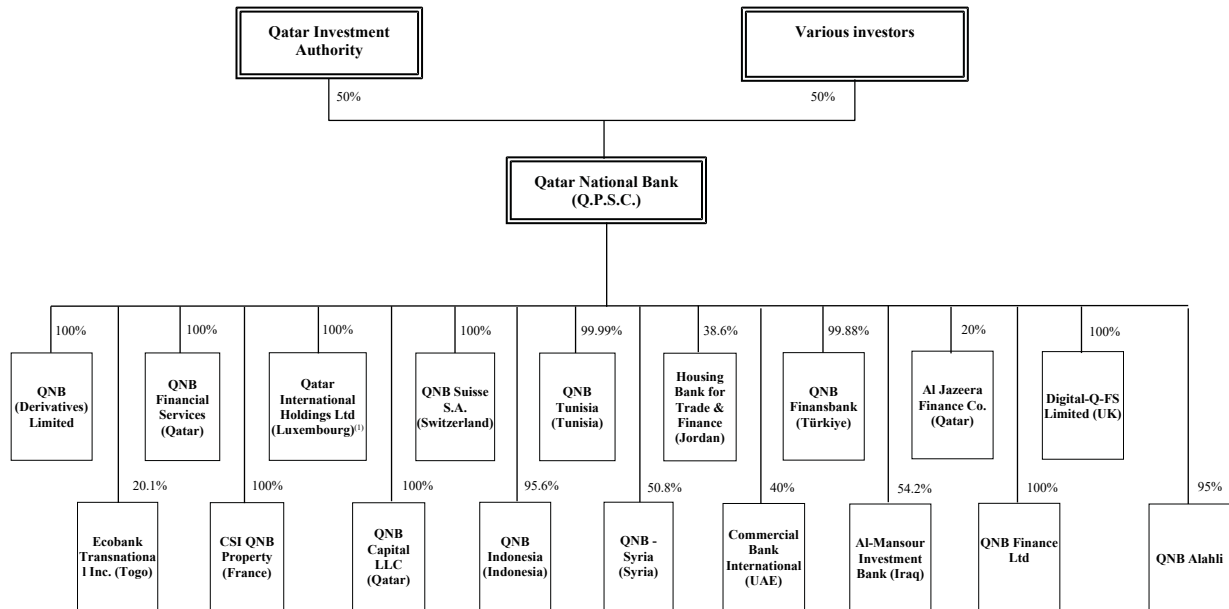 Qatar Investment
Authority
Various investors
50%
50%
Qatar National Bank
(Q.P.S.C.)
100%
100%
100%
100%
99.99%
38.6%
99.88%
20%
100%
QNB
(Derivatives)
Limited
QNB
Financial
Services
(Qatar)
Qatar
International
Holdings Ltd
(Luxembourg)(1)
QNB Suisse
S.A.
(Switzerland)
QNB
Tunisia
(Tunisia)
Housing
Bank for
Trade &
Finance
(Jordan)
QNB
Finansbank
(Türkiye)
Al Jazeera
Finance Co.
(Qatar)
Digital-Q-FS
Limited (UK)
20.1%
100%
100%
95.6%
50.8%
40%
54.2%
100%
95%
Ecobank
Transnationa
l Inc. (Togo)
CSI QNB
Property
(France)
QNB
Capital
LLC
(Qatar)
QNB
Indonesia
(Indonesia)
QNB -
Syria
(Syria)
Commercial
Bank
International
(UAE)
Al-Mansour
Investment
Bank (Iraq)
QNB Finance
Ltd
QNB Alahli